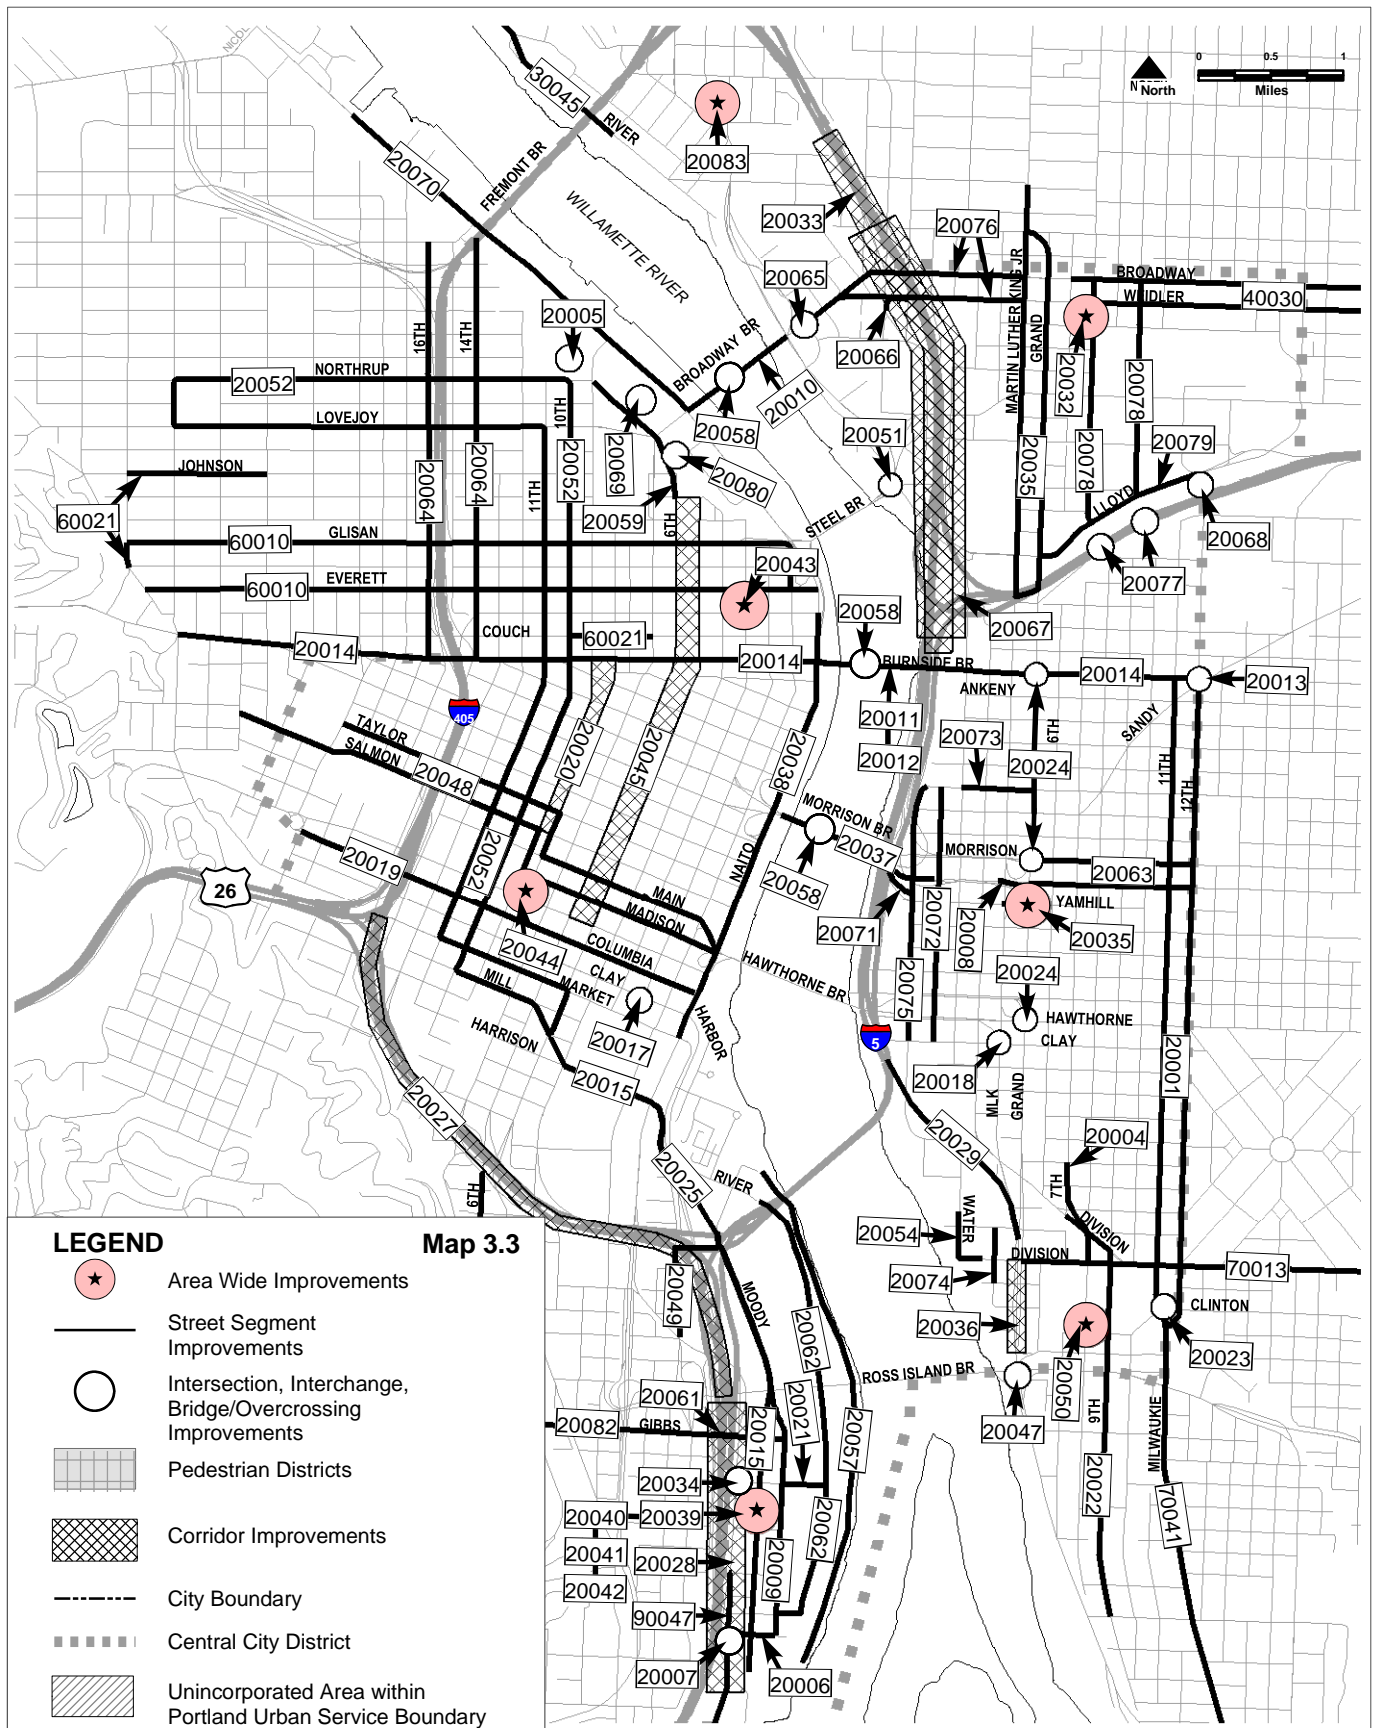 0 0.5 1
North
Miles
NICOL
30045
RIVER
20083
20070
FREMONT BR
WILLAMETTE RIVER
20033
20076
MARTIN LUTHER KING JR
GRAND
20065
BROADWAY
WEIDLER
40030
20005
16TH
14TH
BROADWAY BR
20066
20032
20078
NORTHRUP
20052
20010
LOVEJOY
10TH
20058
20051
20079
JOHNSON
20064
20064
11TH
20052
20069
20080
20035
20078
LLOYD
60021
20059
9TH
STEEL BR
20068
60010
GLISAN
20043
20077
60010
EVERETT
20058
20067
COUCH
60021
20014
20014
BURNSIDE BR
20014
20013
ANKENY
405
TAYLOR
SALMON
20020
20045
20038
20011
20012
20073
6TH
20024
SANDY
11TH
12TH
20048
MORRISON BR
20037
MORRISON
20063
20019
20052
NAITO
20058
26
MAIN
MADISON
YAMHILL
20071
20072
20008
20035
20044
COLUMBIA
CLAY
MARKET
MILL
HAWTHORNE BR
20075
20024
HARRISON
HARBOR
HAWTHORNE
CLAY
20017
5
20018
20001
20015
MLK
GRAND
20027
20029
20004
20025
7TH
6TH
RIVER
WATER
DIVISION
20054
DIVISION
70013
20074
LEGEND
Map 3.3
Area Wide Improvements
Street Segment
Improvements
Intersection, Interchange,
Bridge/Overcrossing
Improvements
Pedestrian Districts
Corridor Improvements
City Boundary
Central City District
Unincorporated Area within
Portland Urban Service Boundary
20049
MOODY
20062
20036
CLINTON
20023
ROSS ISLAND BR
20050
20061
20021
20057
9TH
MILWAUKIE
20082
GIBBS
20015
20047
20034
20022
70041
20040
20039
20041
20028
20062
20042
20009
90047
20007
20006